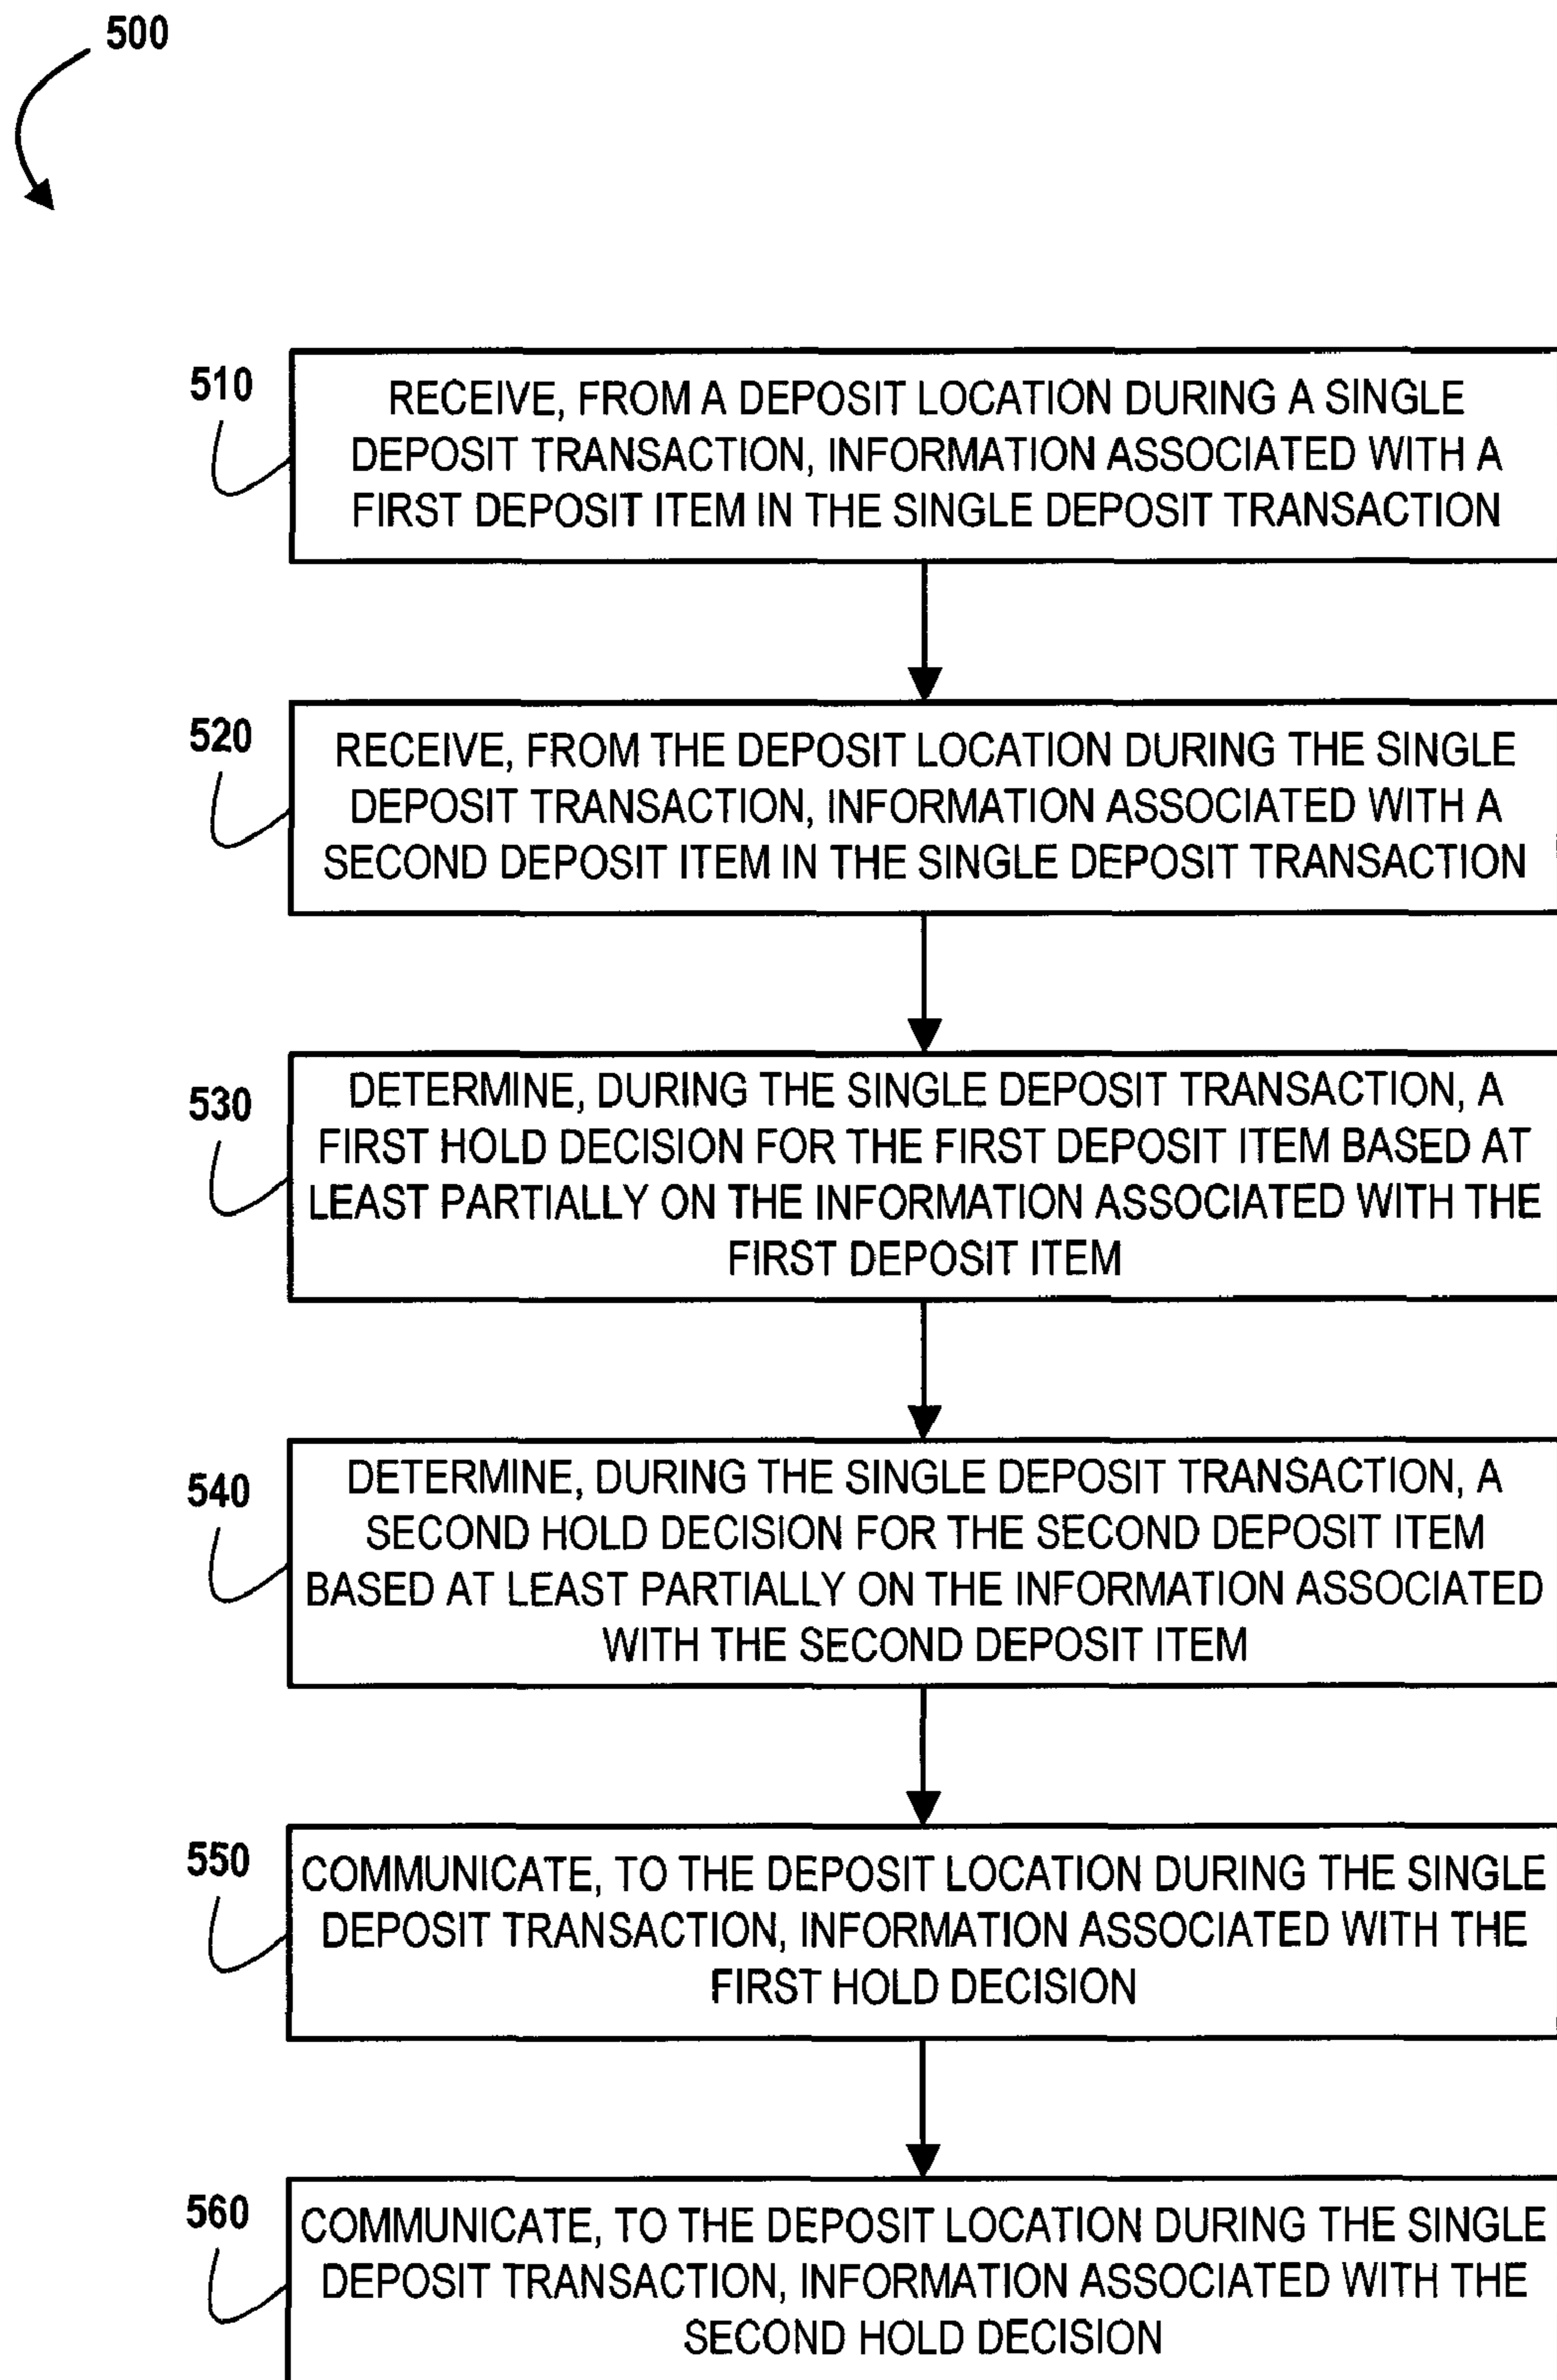 500
510
RECEIVE, FROM A DEPOSIT LOCATION DURING A SINGLE
DEPOSIT TRANSACTION, INFORMATION ASSOCIATED WITH A
FIRST DEPOSIT ITEM IN THE SINGLE DEPOSIT TRANSACTION
520
RECEIVE, FROM THE DEPOSIT LOCATION DURING THE SINGLE
DEPOSIT TRANSACTION, INFORMATION ASSOCIATED WITH A
SECOND DEPOSIT ITEM IN THE SINGLE DEPOSIT TRANSACTION
530
DETERMINE, DURING THE SINGLE DEPOSIT TRANSACTION, A
FIRST HOLD DECISION FOR THE FIRST DEPOSIT ITEM BASED AT
LEAST PARTIALLY ON THE INFORMATION ASSOCIATED WITH THE
FIRST DEPOSIT ITEM
540
DETERMINE, DURING THE SINGLE DEPOSIT TRANSACTION, A
SECOND HOLD DECISION FOR THE SECOND DEPOSIT ITEM
BASED AT LEAST PARTIALLY ON THE INFORMATION ASSOCIATED
WITH THE SECOND DEPOSIT ITEM
550
COMMUNICATE, TO THE DEPOSIT LOCATION DURING THE SINGLE
DEPOSIT TRANSACTION, INFORMATION ASSOCIATED WITH THE
FIRST HOLD DECISION
560
COMMUNICATE, TO THE DEPOSIT LOCATION DURING THE SINGLE
DEPOSIT TRANSACTION, INFORMATION ASSOCIATED WITH THE
SECOND HOLD DECISION